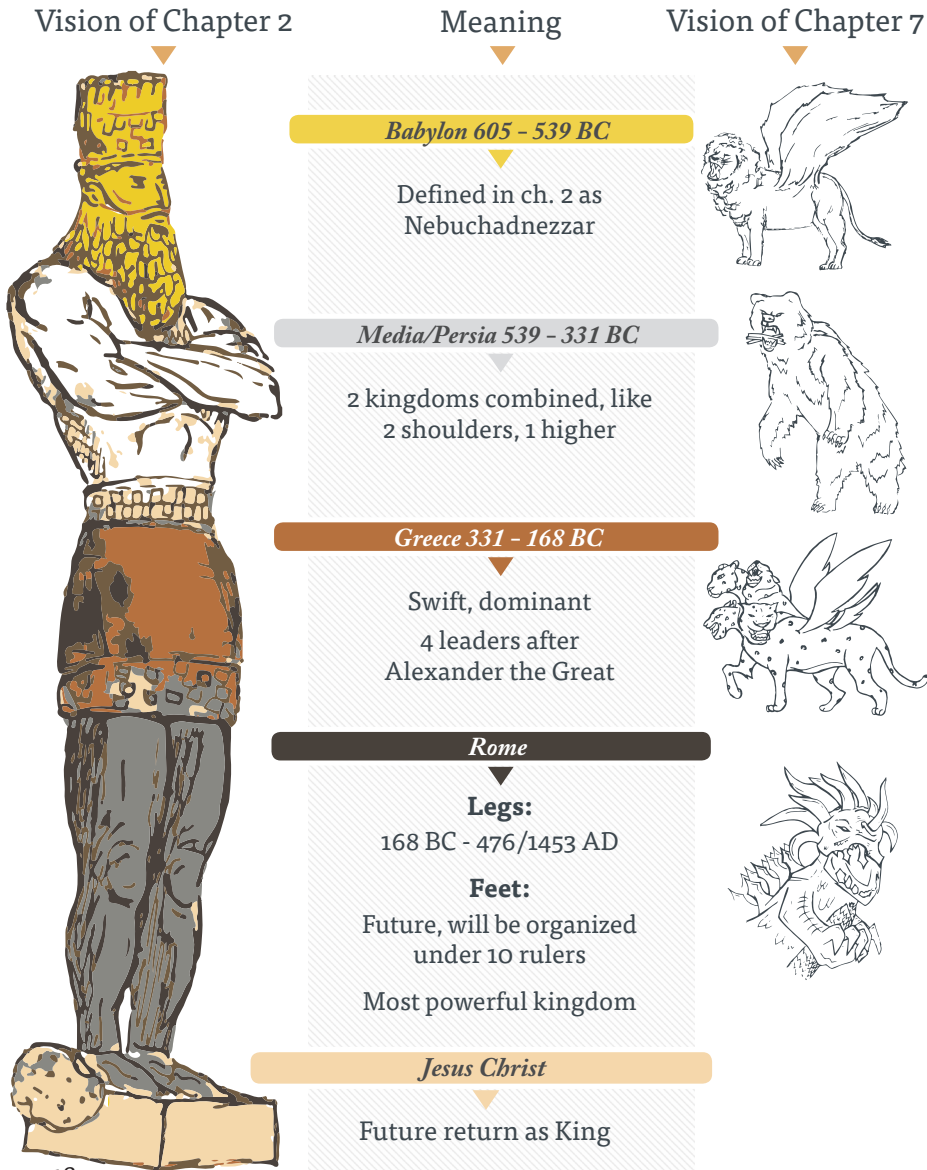 Vision of Chapter 2
Meaning
Vision of Chapter 7
Babylon 605 - 539 BC
Defined in ch. 2 as
Nebuchadnezzar
Media/Persia 539 - 331 BC
2 kingdoms combined, like
2 shoulders, 1 higher
Greece 331 - 168 BC
Swift, dominant
4 leaders after
Alexander the Great
Rome
Legs:
168 BC - 476/1453 AD
Feet:
Future, will be organized
under 10 rulers
Most powerful kingdom
Jesus Christ
Future return as King